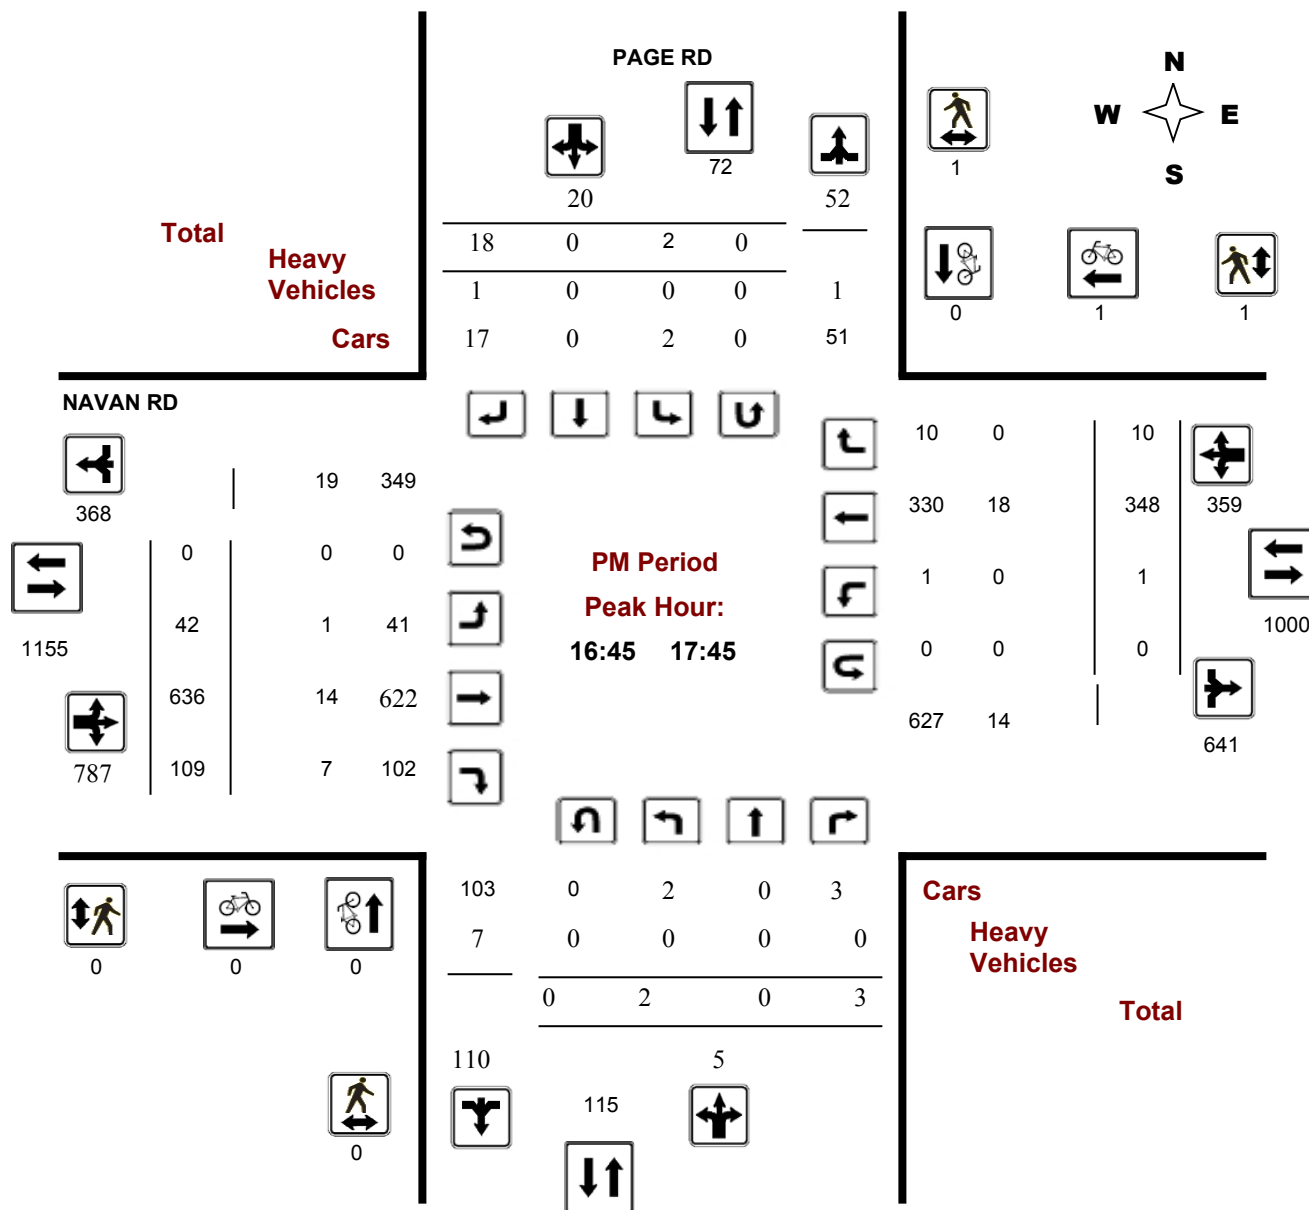 PAGE RD
N
W E
S
72
1
20 52
Total 18 0 2 0
0 1 1
Heavy
Vehicles 1 0 0 0 1
Cars 17 0 2 0 51
NAVAN RD
10 0 10
19 349
368
330 18 348 359
0 0 0
PM Period
1 0 1
Peak Hour:
42 1 41
1155
16:45 17:45
1000
0 0 0
636 14 622
627 14
641
787 109 7 102
103 0 2 0 3 Cars
7 0 0 0 0 Heavy
Vehicles
0 0 0
0 2 0 3 Total
110 5
115
0